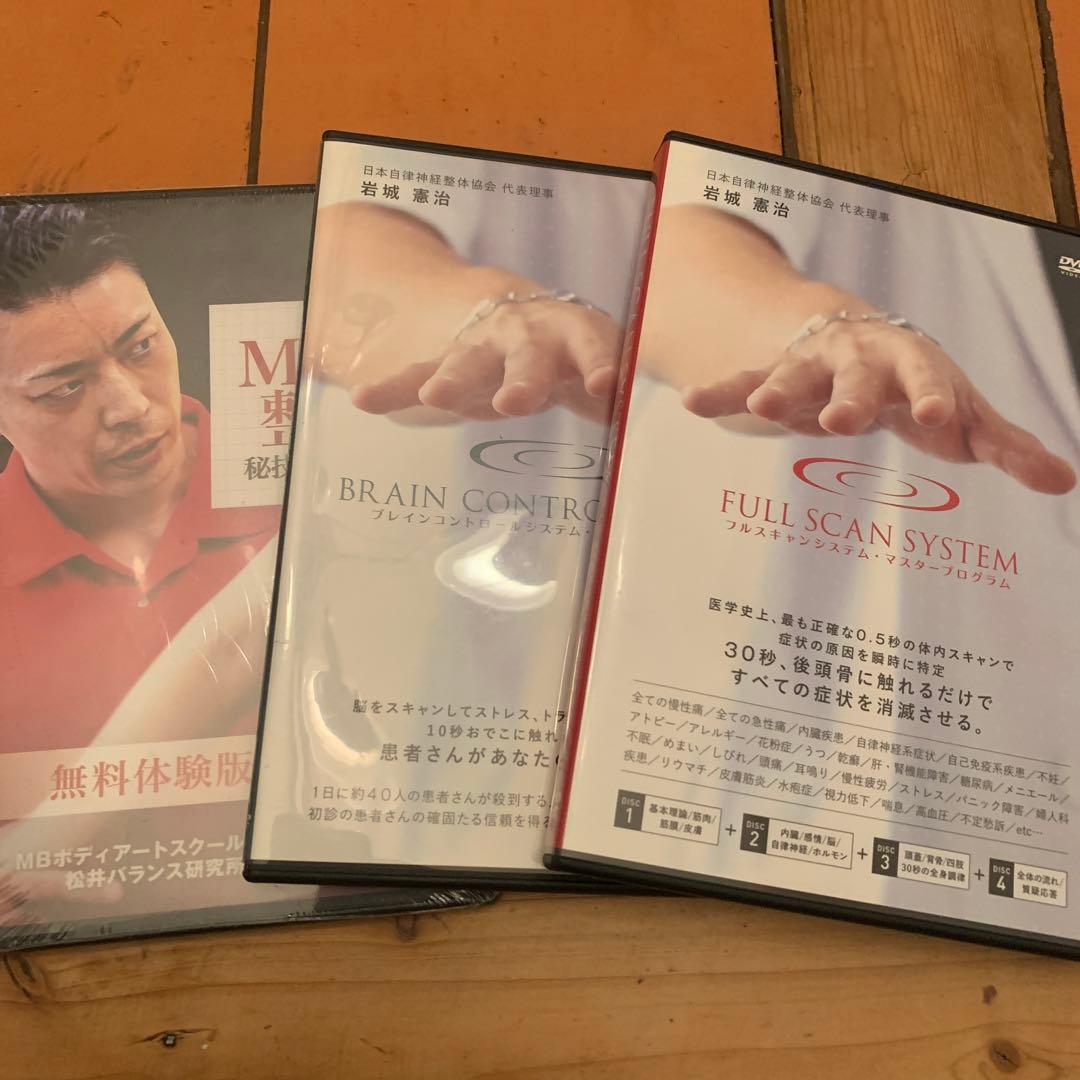 M
整
秘技
無料体験版
MBボディアートスクール
松井バランス研究所
日本自律神経整体協会 代表理事
岩城 憲治
BRAIN CONTRO
ブレインコントロールシステム・
脳をスキャンしてストレス、トラ
10秒おでこに触れ
患者さんがあなた
1日に約40人の患者さんが殺到する
初診の患者さんの確固たる信頼を得る
日本自律神経整体協会 代表理事
岩城 憲治
DVD
VIDEO
FULL SCAN SYSTEM
フルスキャンシステム・マスタープログラム
医学史上、最も正確な0.5秒の体内スキャンで
症状の原因を瞬時に特定
30秒、後頭骨に触れるだけで
すべての症状を消滅させる。
全ての慢性痛/全ての急性痛/内臓疾患/自律神経系症状/自己免疫系疾患/不妊/
アトピー/アレルギー/花粉症/うつ/乾癬/肝・腎機能障害/糖尿病/メニエール/
不眠/めまい/しびれ/頭痛/耳鳴り/慢性疲労/ストレス/パニック障害/婦人科
疾患/リウマチ/皮膚筋炎/水疱症/視力低下/喘息/高血圧/不定愁訴/etc…
DISC 1 基本理論/筋肉/筋膜/皮膚 + DISC 2 内臓/感情/脳/自律神経/ホルモン + DISC 3 頭蓋/背骨/四肢 30秒の全身調律 + DISC 4 全体の流れ/質疑応答